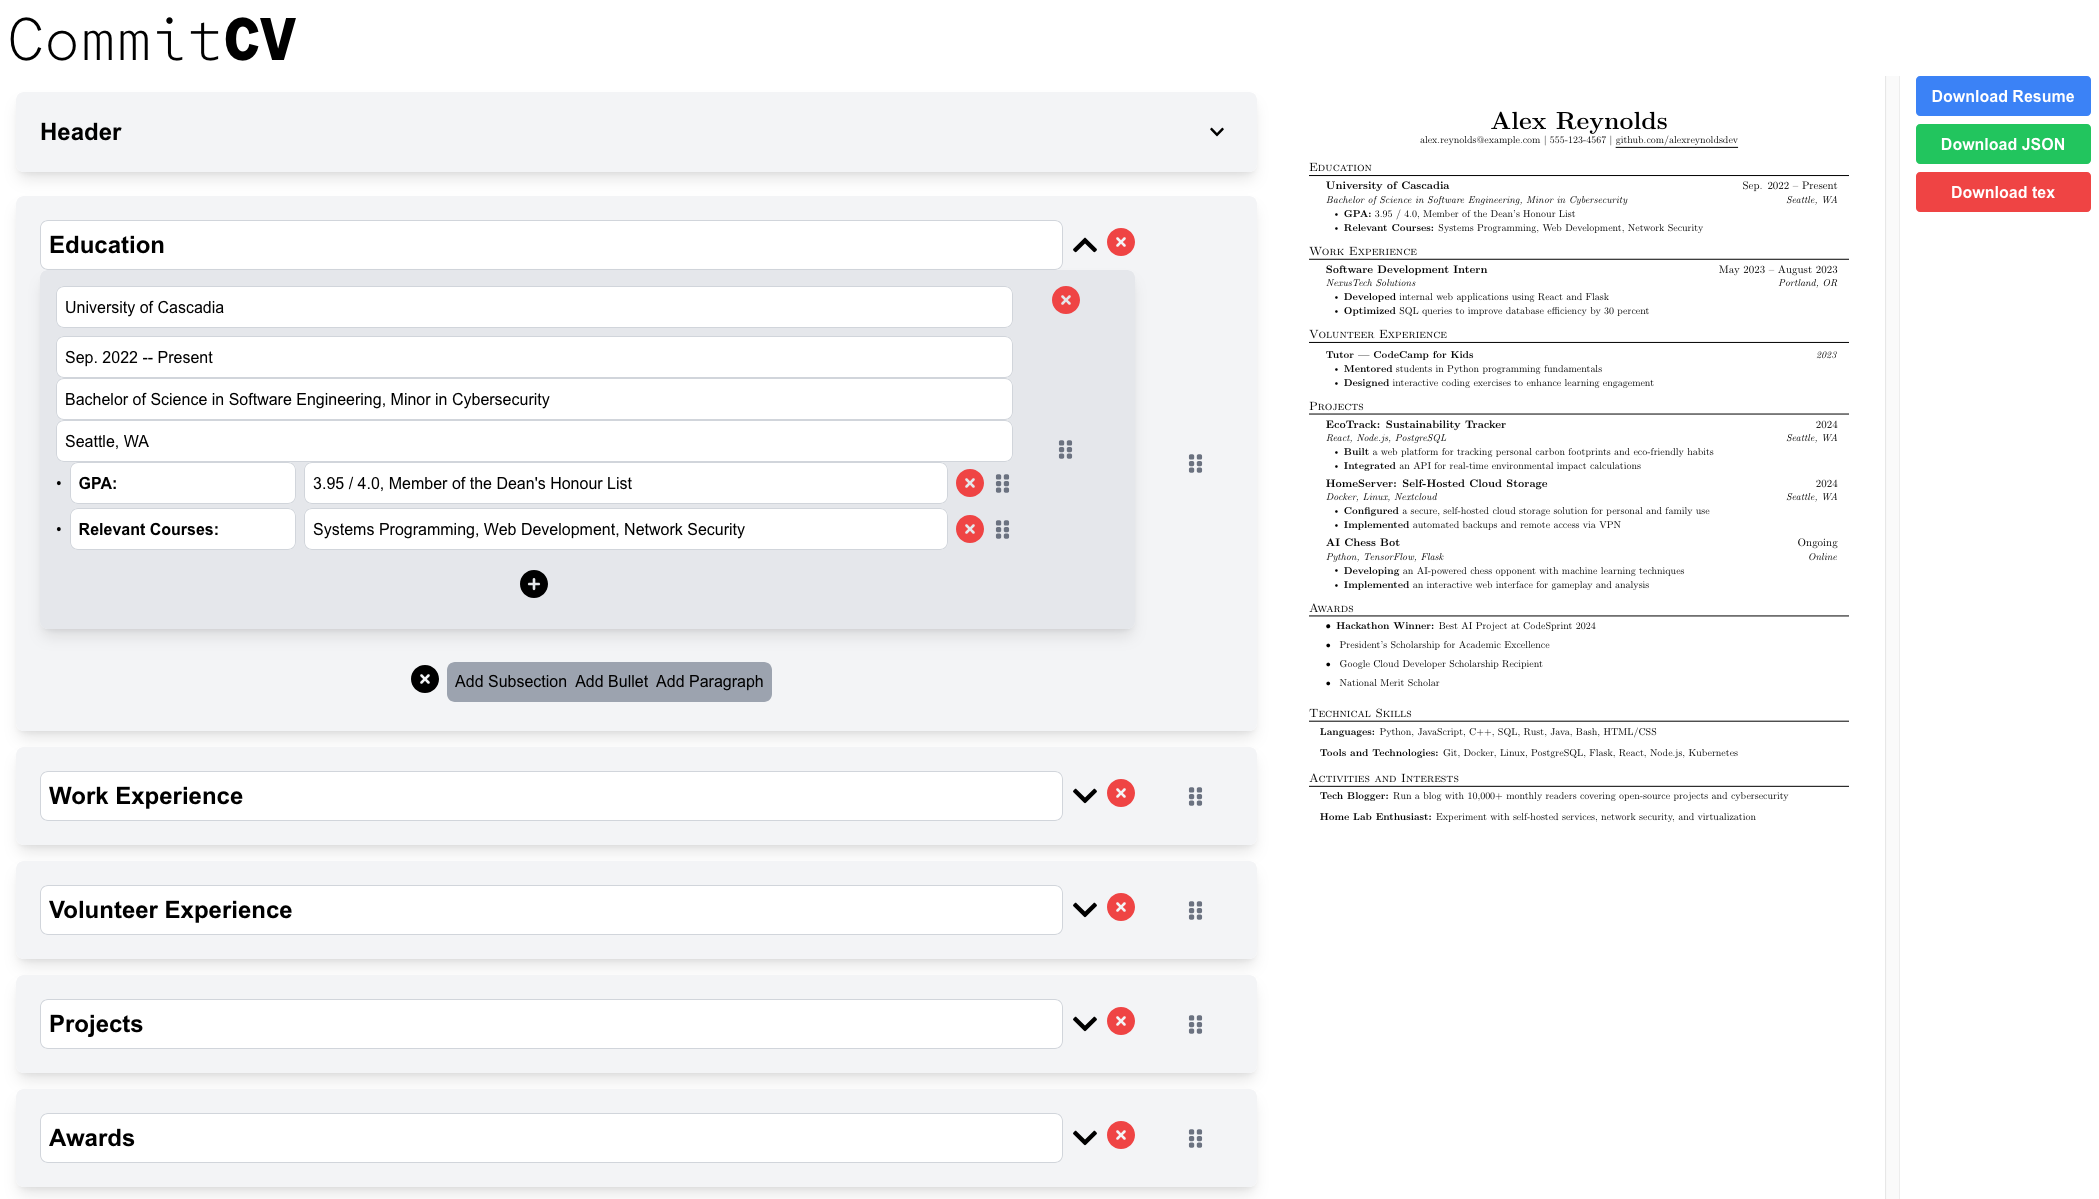 CommitCV
Header
Education
University of Cascadia
Sep. 2022 -- Present
Bachelor of Science in Software Engineering, Minor in Cybersecurity
Seattle, WA
• GPA: 3.95 / 4.0, Member of the Dean's Honour List
• Relevant Courses: Systems Programming, Web Development, Network Security
Add Subsection Add Bullet Add Paragraph
Work Experience
Volunteer Experience
Projects
Awards
Alex Reynolds
alex.reynolds@example.com | 555-123-4567 | github.com/alexreynoldsdev
Education
University of Cascadia Sep. 2022 – Present
Bachelor of Science in Software Engineering, Minor in Cybersecurity Seattle, WA
• GPA: 3.95 / 4.0, Member of the Dean's Honour List
• Relevant Courses: Systems Programming, Web Development, Network Security
Work Experience
Software Development Intern May 2023 – August 2023
NexusTech Solutions Portland, OR
• Developed internal web applications using React and Flask
• Optimized SQL queries to improve database efficiency by 30 percent
Volunteer Experience
Tutor — CodeCamp for Kids 2023
• Mentored students in Python programming fundamentals
• Designed interactive coding exercises to enhance learning engagement
Projects
EcoTrack: Sustainability Tracker 2024
React, Node.js, PostgreSQL Seattle, WA
• Built a web platform for tracking personal carbon footprints and eco-friendly habits
• Integrated an API for real-time environmental impact calculations
HomeServer: Self-Hosted Cloud Storage 2024
Docker, Linux, Nextcloud Seattle, WA
• Configured a secure, self-hosted cloud storage solution for personal and family use
• Implemented automated backups and remote access via VPN
AI Chess Bot Ongoing
Python, TensorFlow, Flask Online
• Developing an AI-powered chess opponent with machine learning techniques
• Implemented an interactive web interface for gameplay and analysis
Awards
• Hackathon Winner: Best AI Project at CodeSprint 2024
• President's Scholarship for Academic Excellence
• Google Cloud Developer Scholarship Recipient
• National Merit Scholar
Technical Skills
Languages: Python, JavaScript, C++, SQL, Rust, Java, Bash, HTML/CSS
Tools and Technologies: Git, Docker, Linux, PostgreSQL, Flask, React, Node.js, Kubernetes
Activities and Interests
Tech Blogger: Run a blog with 10,000+ monthly readers covering open-source projects and cybersecurity
Home Lab Enthusiast: Experiment with self-hosted services, network security, and virtualization
Download Resume
Download JSON
Download tex